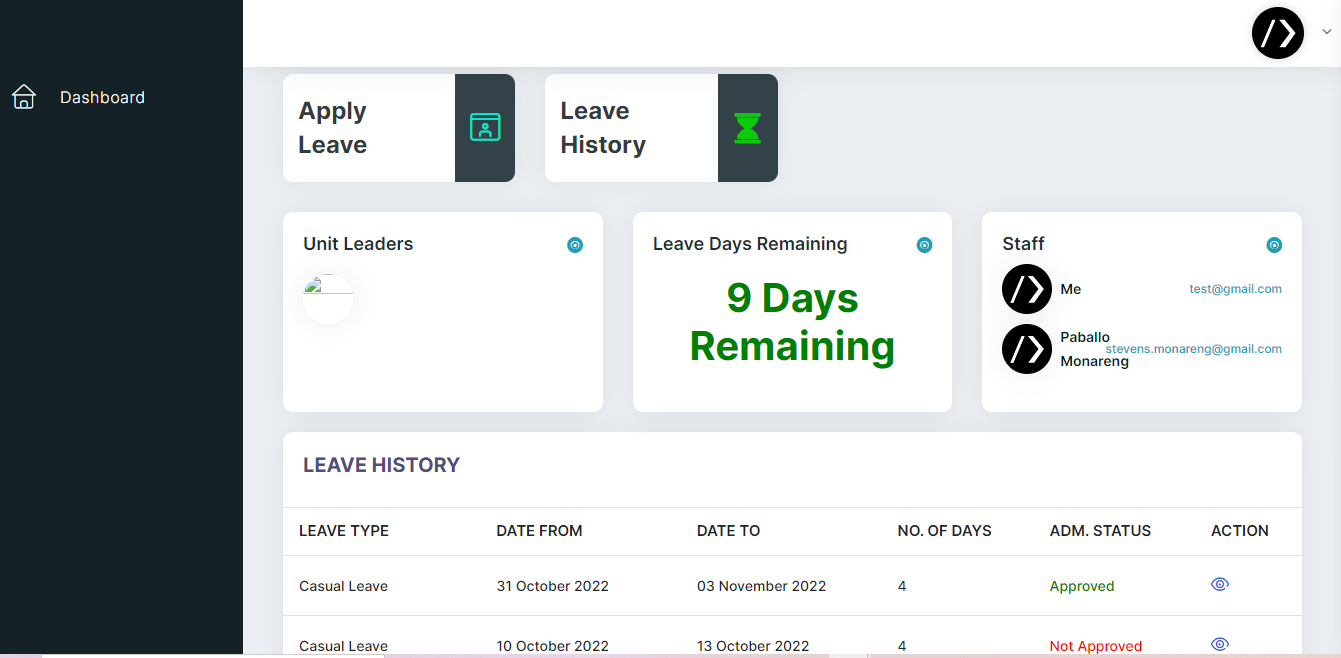 Dashboard
Apply
Leave
Leave
History
Unit Leaders
Leave Days Remaining
9 Days
Remaining
Staff
Me test@gmail.com
Paballo
Monareng
stevens.monareng@gmail.com
LEAVE HISTORY
LEAVE TYPE DATE FROM DATE TO NO. OF DAYS ADM. STATUS ACTION
Casual Leave 31 October 2022 03 November 2022 4 Approved
Casual Leave 10 October 2022 13 October 2022 4 Not Approved